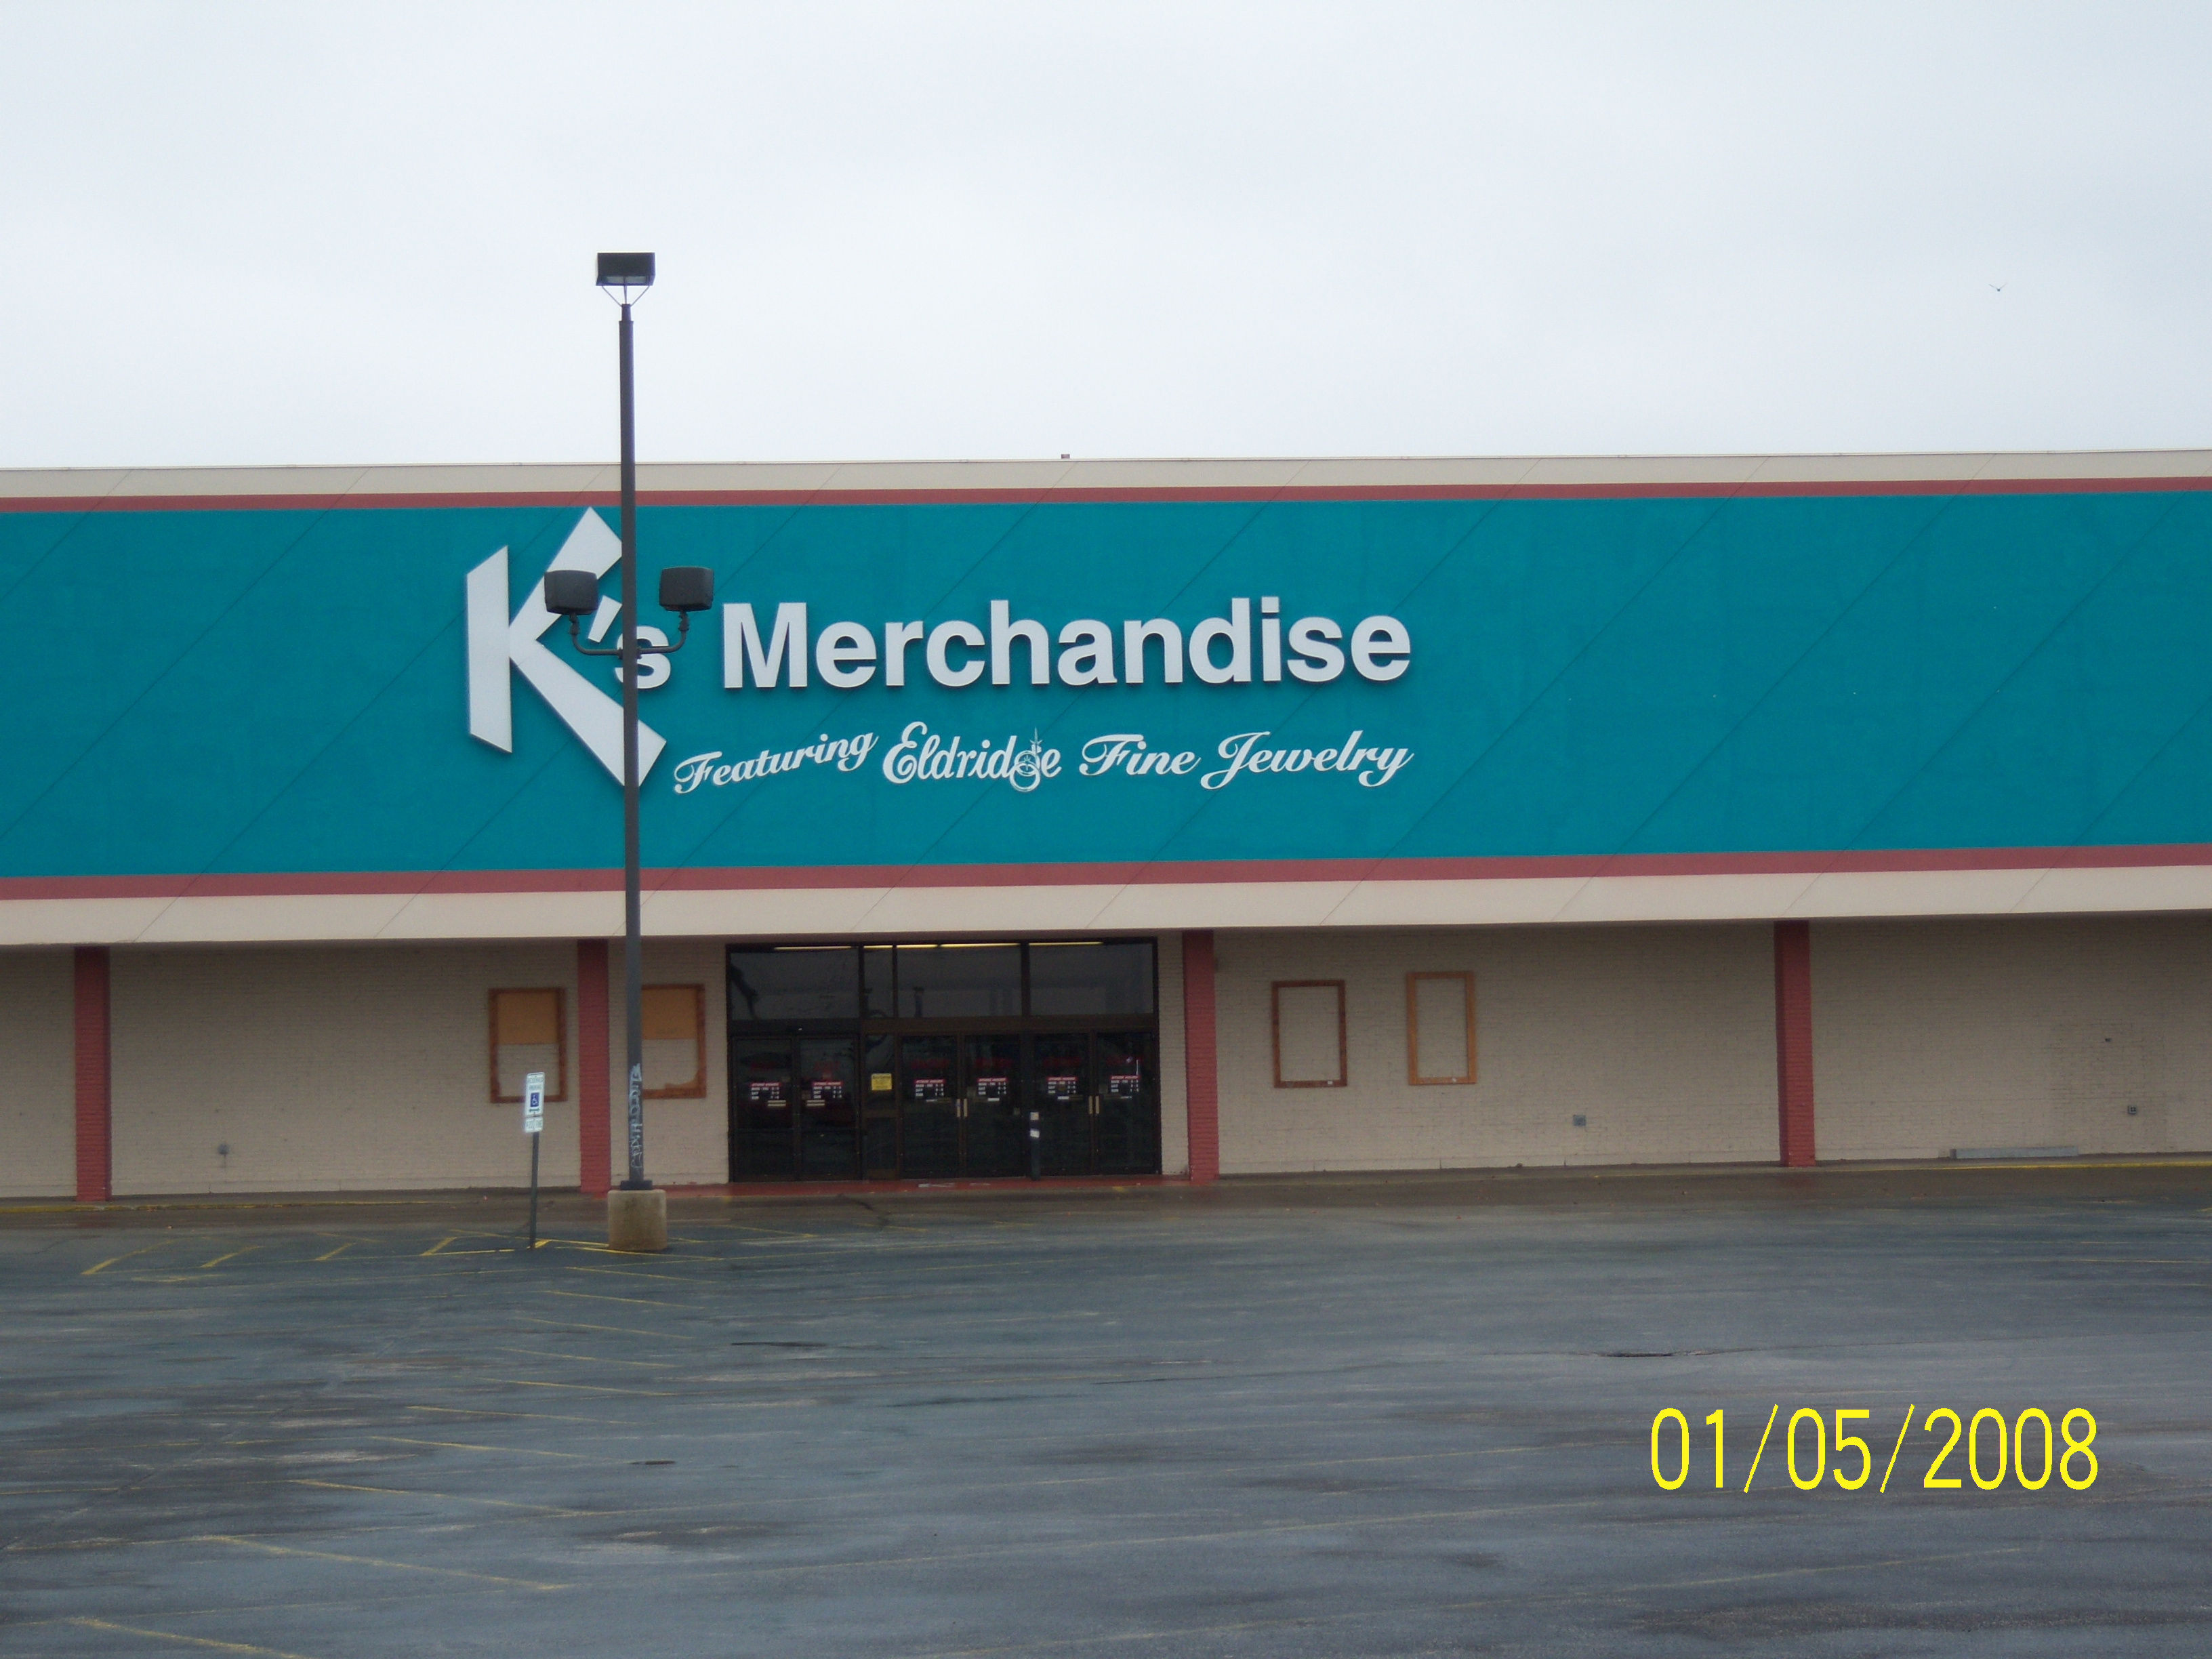 K's Merchandise
Featuring Eldridge Fine Jewelry
01/05/2008